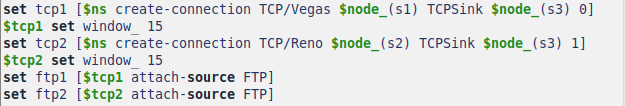 set tcp1 [$ns create-connection TCP/Vegas $node_(s1) TCPSink $node_(s3) 0]
$tcp1 set window_ 15
set tcp2 [$ns create-connection TCP/Reno $node_(s2) TCPSink $node_(s3) 1]
$tcp2 set window_ 15
set ftp1 [$tcp1 attach-source FTP]
set ftp2 [$tcp2 attach-source FTP]